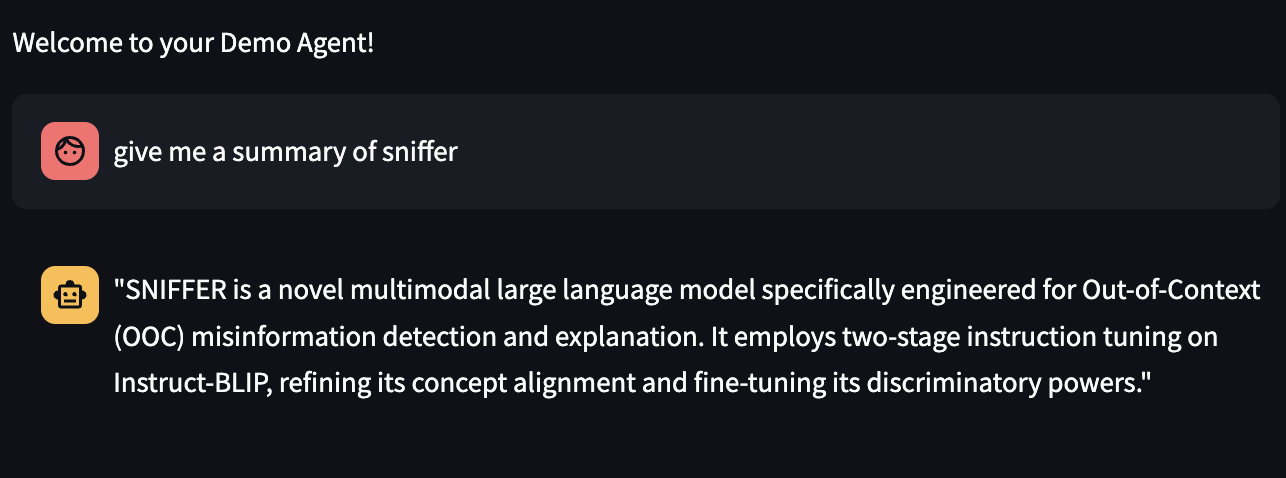 Welcome to your Demo Agent!
give me a summary of sniffer
"SNIFFER is a novel multimodal large language model specifically engineered for Out-of-Context
(OOC) misinformation detection and explanation. It employs two-stage instruction tuning on
Instruct-BLIP, refining its concept alignment and fine-tuning its discriminatory powers."